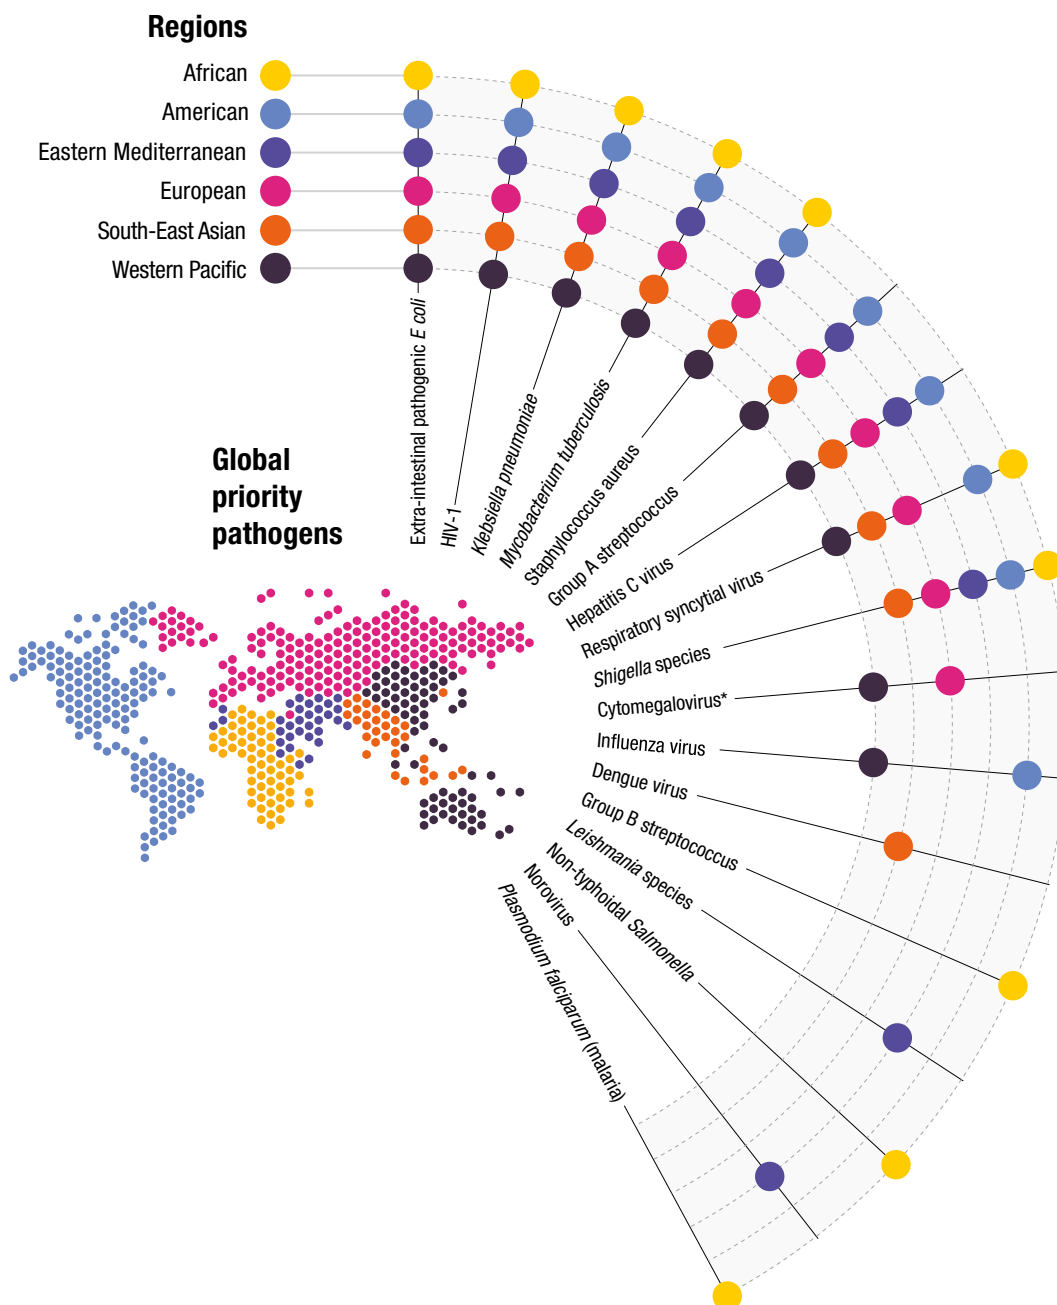 Regions
African
American
Eastern Mediterranean
European
South-East Asian
Western Pacific
Global
priority
pathogens
Extra-intestinal pathogenic E coli
HIV-1
Klebsiella pneumoniae
Mycobacterium tuberculosis
Staphylococcus aureus
Group A streptococcus
Hepatitis C virus
Respiratory syncytial virus
Shigella species
Cytomegalovirus*
Influenza virus
Dengue virus
Group B streptococcus
Leishmania species
Non-typhoidal Salmonella
Norovirus
Plasmodium falciparum (malaria)